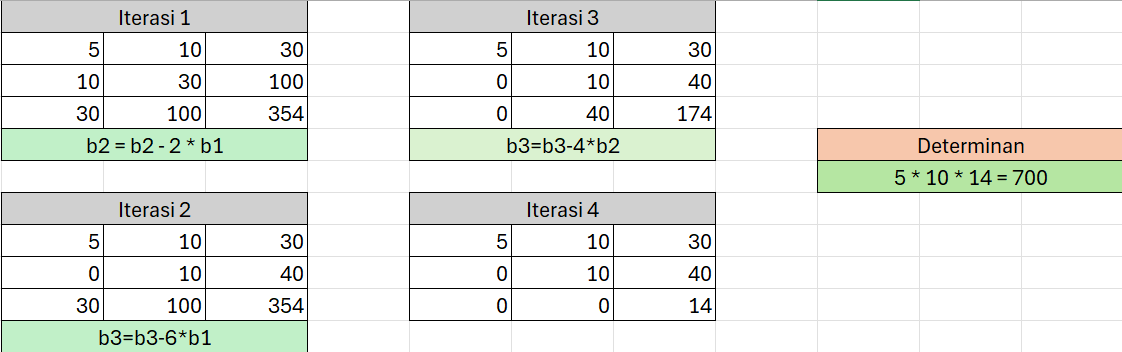 Iterasi 1
5 10 30
10 30 100
30 100 354
b2 = b2 - 2 * b1
Iterasi 2
5 10 30
0 10 40
30 100 354
b3=b3-6*b1
Iterasi 3
5 10 30
0 10 40
0 40 174
b3=b3-4*b2
Iterasi 4
5 10 30
0 10 40
0 0 14
Determinan
5 * 10 * 14 = 700